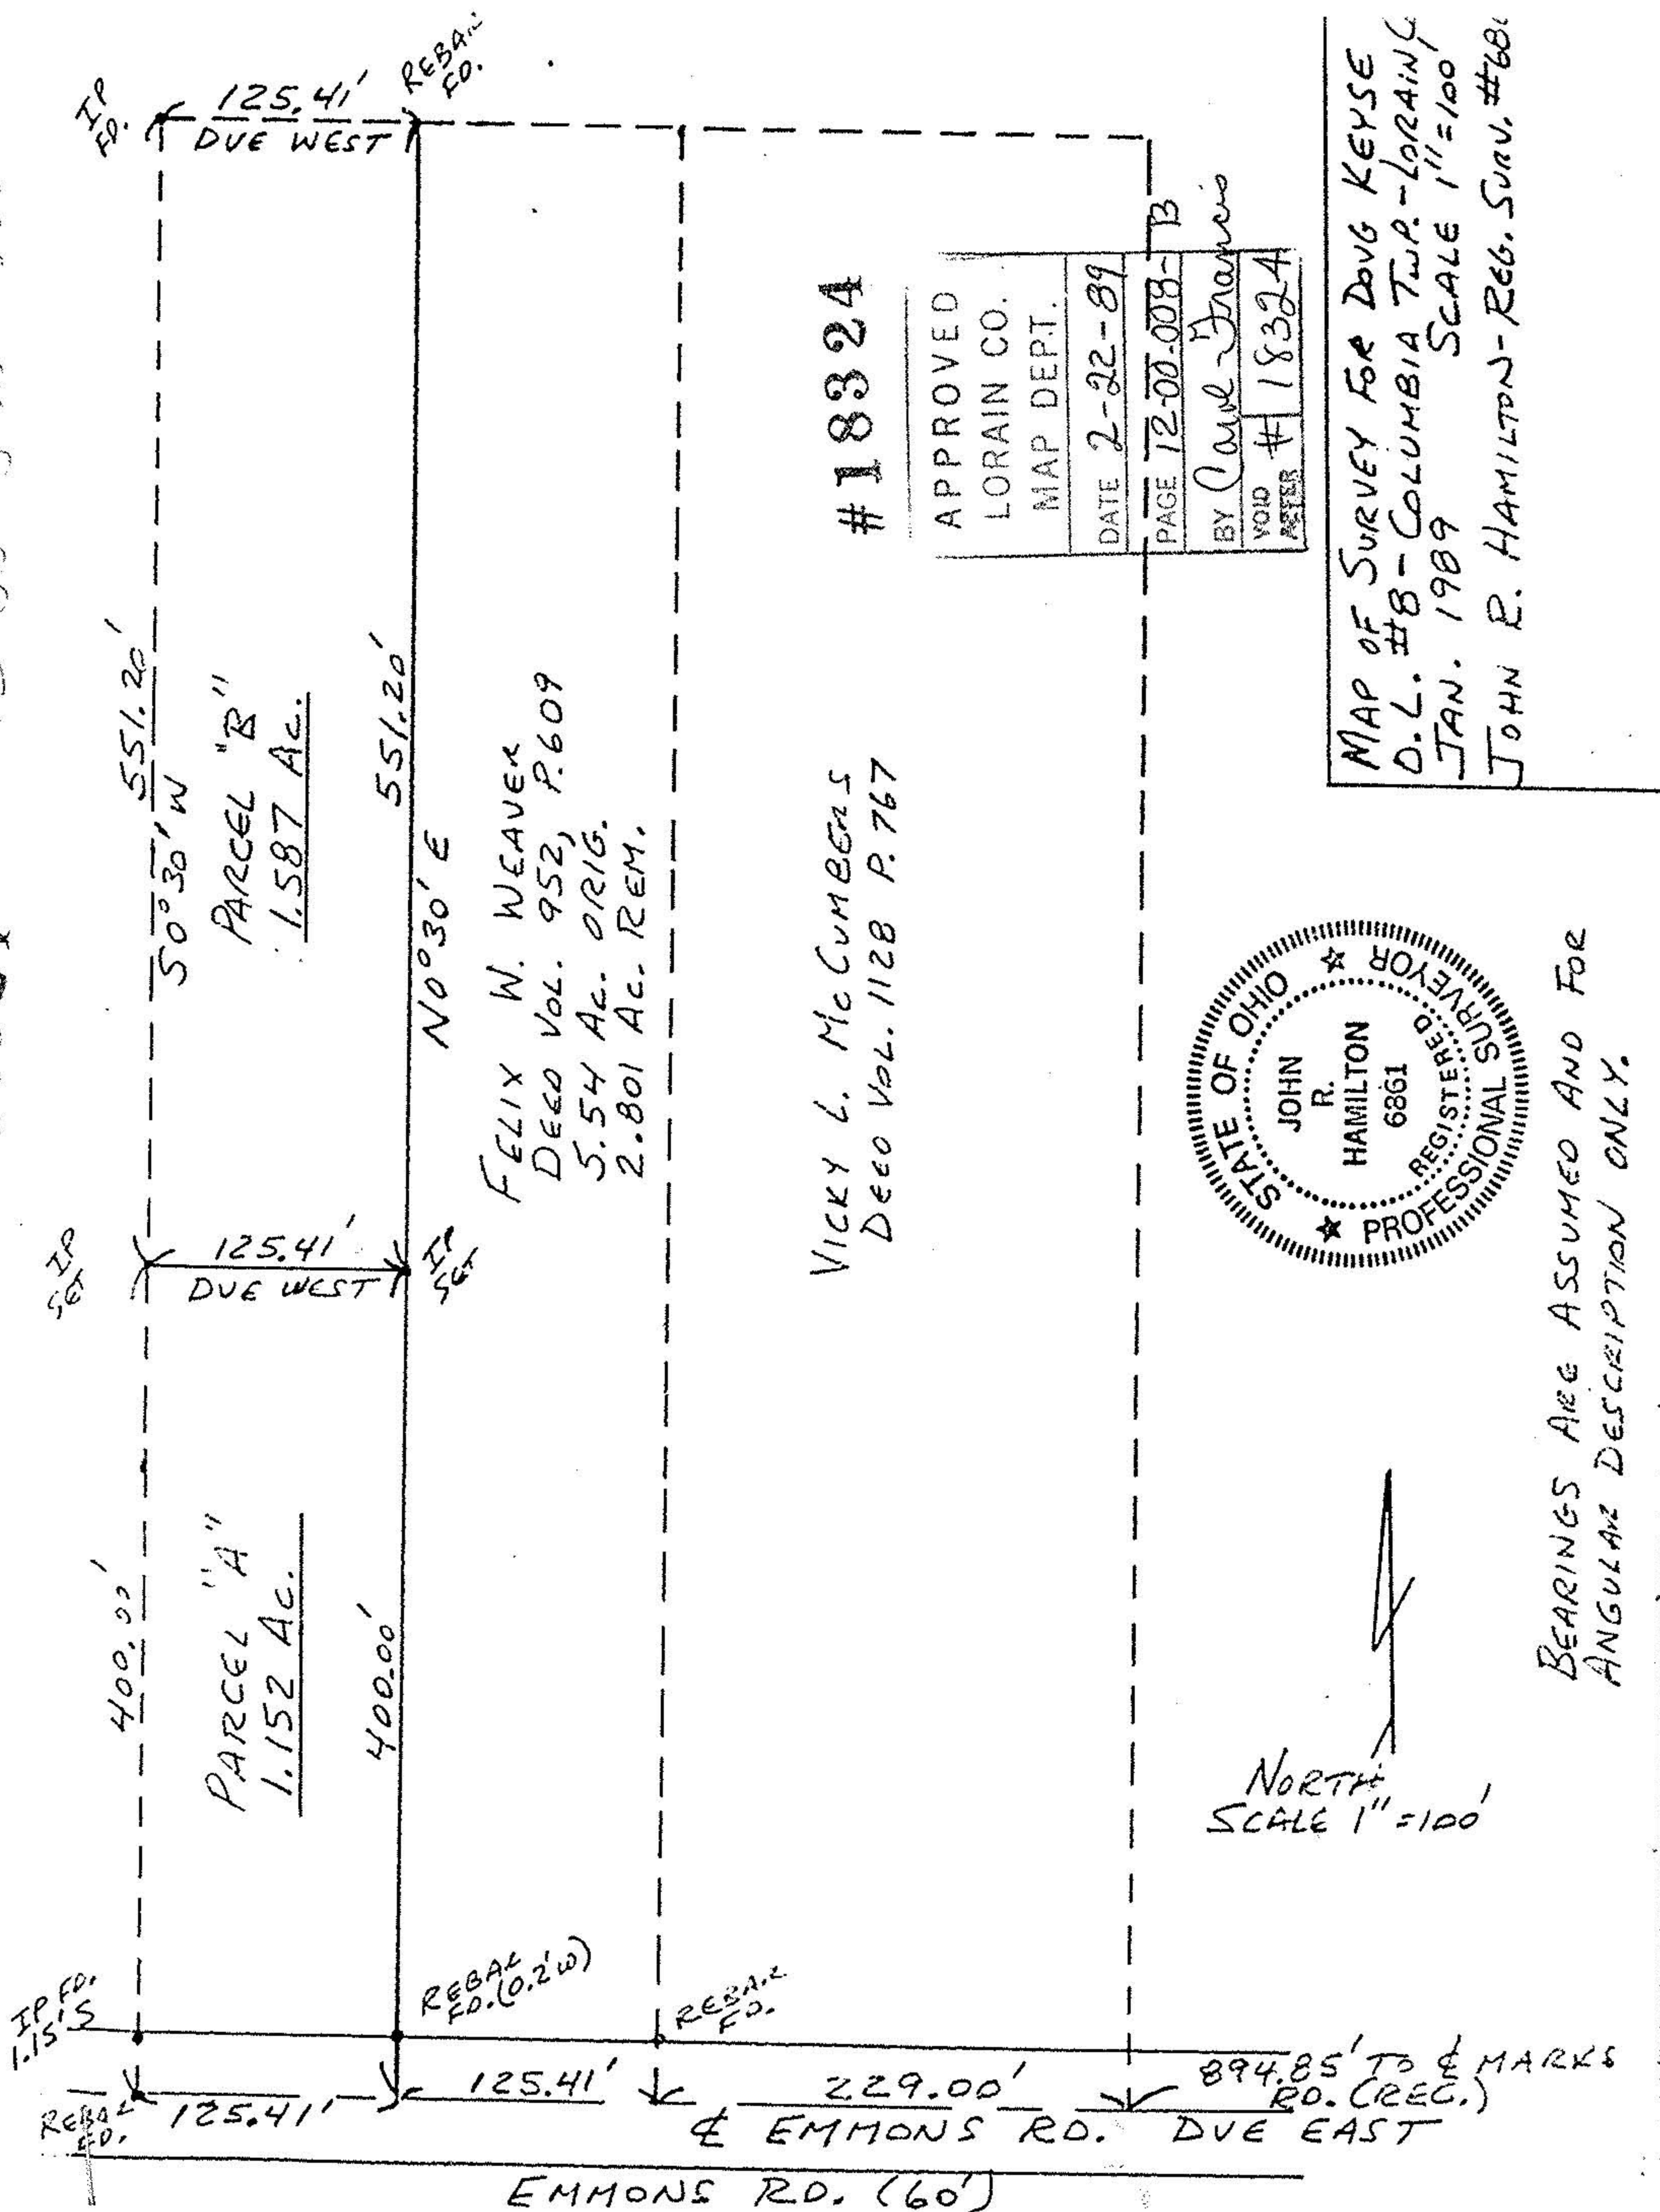 IP
FD.
125.41'
DUE WEST
REBAR
FD.
551.20'
S0°30'W
PARCEL "B"
1.587 Ac.
551.20'
N0°30'E
FELIX W. WEAVER
DEED VOL. 952, P.609
5.54 Ac. ORIG.
2.801 Ac. REM.
#18324
APPROVED
LORAIN CO.
MAP DEPT.
DATE 2-22-89
PAGE 12-00-008-B
BY Carol Francis
VOID # 18324
AFTER
VICKY L. McCUMBERS
DEED VOL. 1128 P. 767
MAP OF SURVEY FOR DOUG KEYSE
O.L. #8-COLUMBIA TWP.-LORAIN C
JAN. 1989 SCALE 1"=100'
JOHN R. HAMILTON-REG. SURV. #68
IP
SET
125.41'
DUE WEST
IP
SET
STATE OF OHIO
JOHN
R.
HAMILTON
6861
REGISTERED
PROFESSIONAL SURVEYOR
400.00'
PARCEL "A"
1.152 Ac.
400.00'
NORTH
SCALE 1"=100'
BEARINGS ARE ASSUMED AND FOR
ANGULAR DESCRIPTION ONLY.
IP FD.
1.15'S
REBAR
FD.(0.2'W)
REBAR
FD.
REBAR
FD.
125.41'
125.41'
229.00'
894.85' TO ℄ MARKS
RD. (REC.)
℄ EMMONS RD. DUE EAST
EMMONS RD. (60')